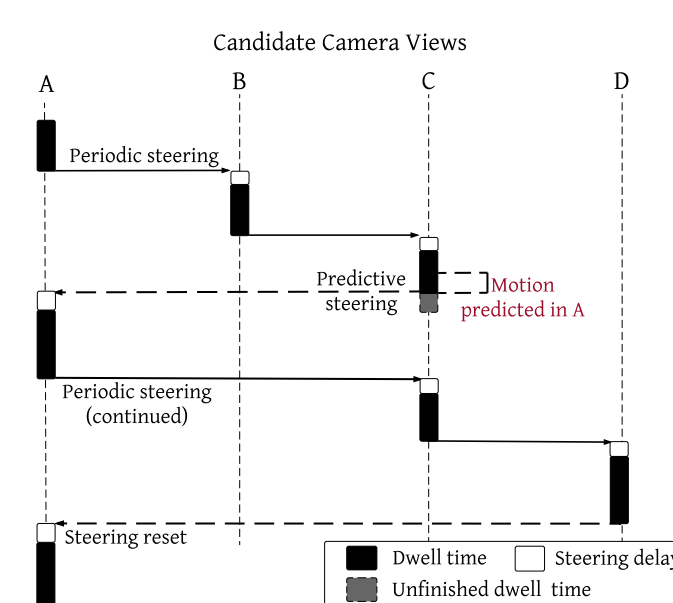 Candidate Camera Views
A B C D
Periodic steering
Predictive
steering
Motion
predicted in A
Periodic steering
(continued)
Steering reset
Dwell time
Steering delay
Unfinished dwell time